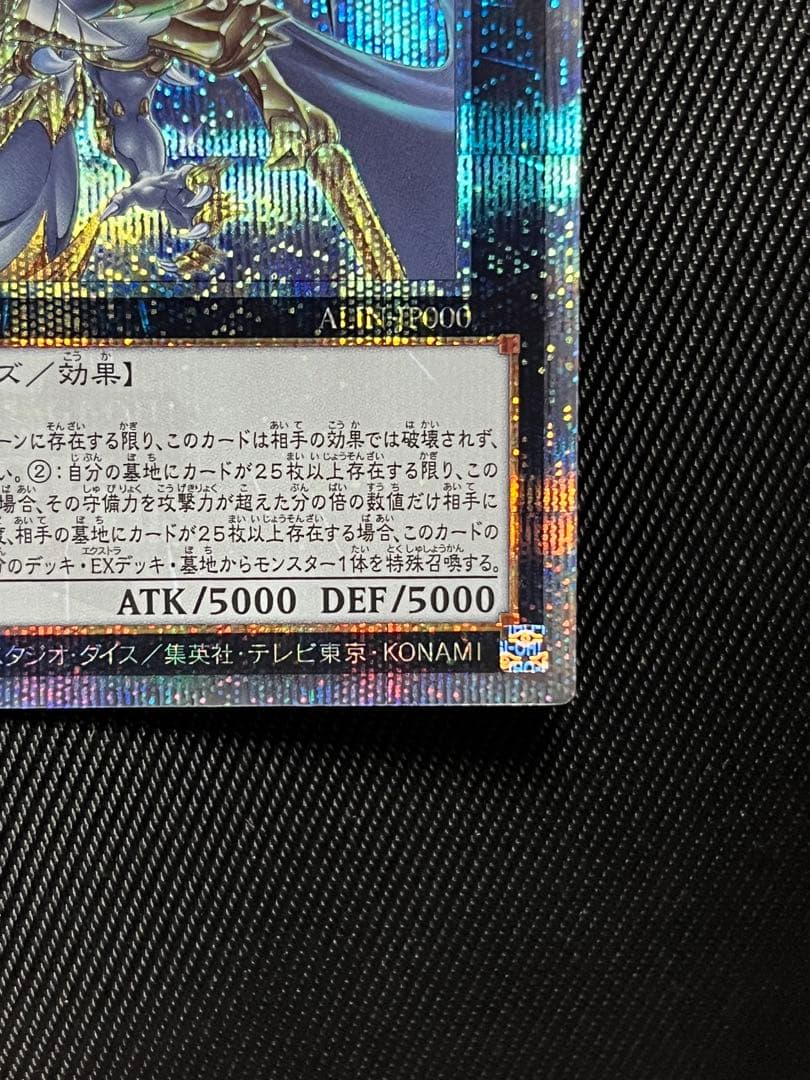 ALIN-JP000
ズ／効果】
ーンに存在する限り、このカードは相手の効果では破壊されず、
い。②：自分の墓地にカードが25枚以上存在する限り、この
場合、その守備力を攻撃力が超えた分の倍の数値だけ相手に
、相手の墓地にカードが25枚以上存在する場合、このカードの
のデッキ・EXデッキ・墓地からモンスター1体を特殊召喚する。
ATK/5000 DEF/5000
スタジオ・ダイス／集英社・テレビ東京・KONAMI